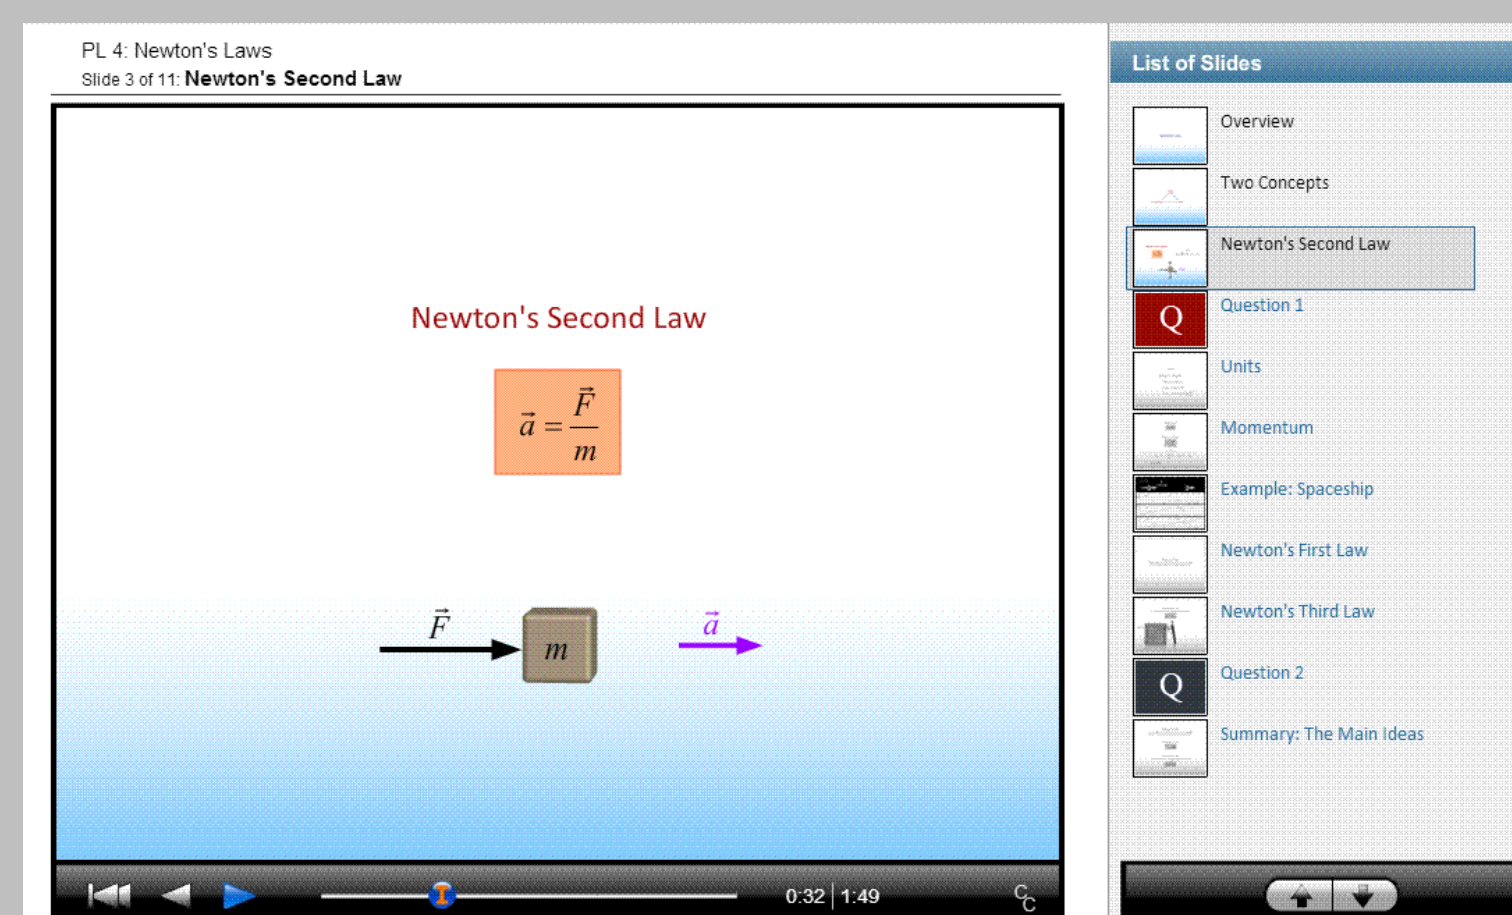 PL 4: Newton's Laws
Slide 3 of 11: Newton's Second Law
Newton's Second Law
a⃗ = F⃗ / m
F⃗
m
a⃗
0:32 | 1:49
CC
List of Slides
Overview
Two Concepts
Newton's Second Law
Q
Question 1
Units
Momentum
Example: Spaceship
Newton's First Law
Newton's Third Law
Q
Question 2
Summary: The Main Ideas